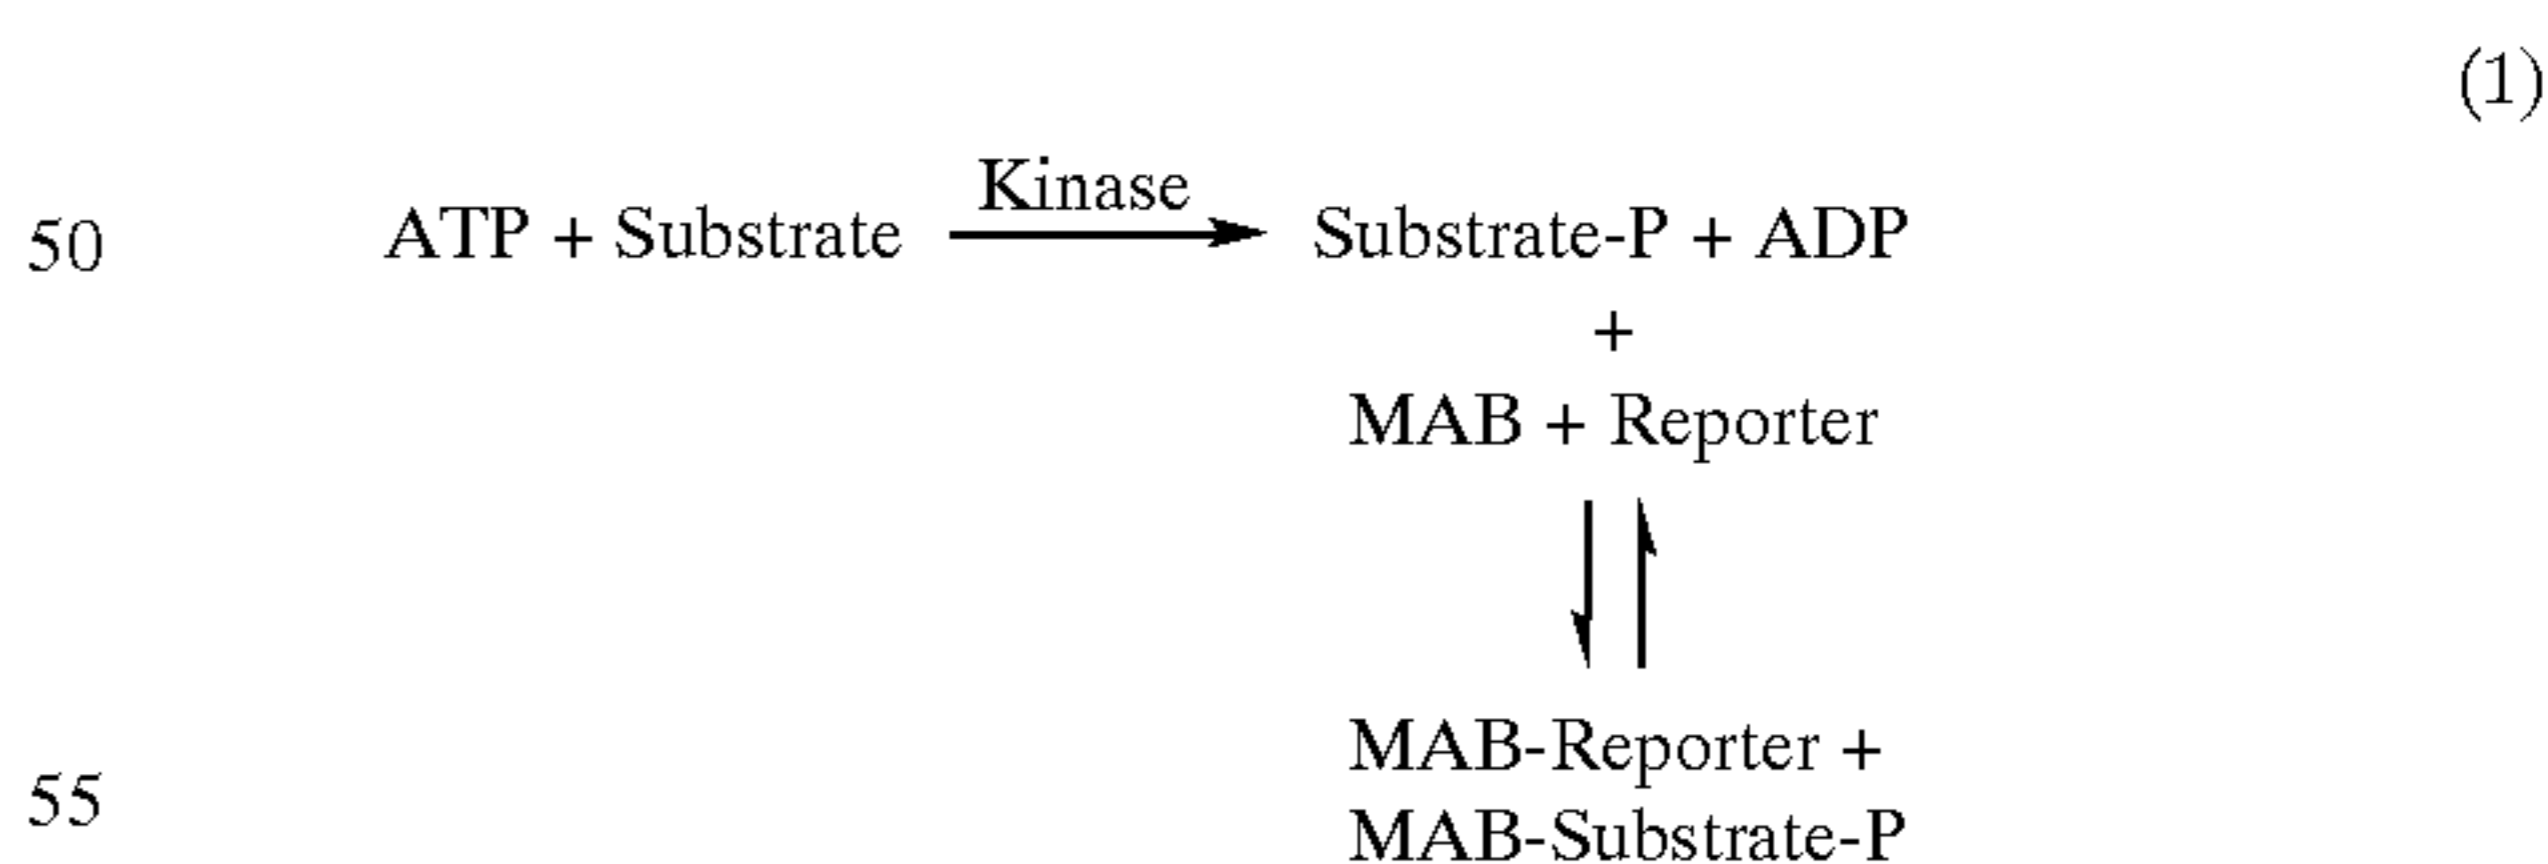 (1)
Kinase
50 ATP + Substrate Substrate-P + ADP
+
MAB + Reporter
MAB-Reporter +
55
MAB-Substrate-P